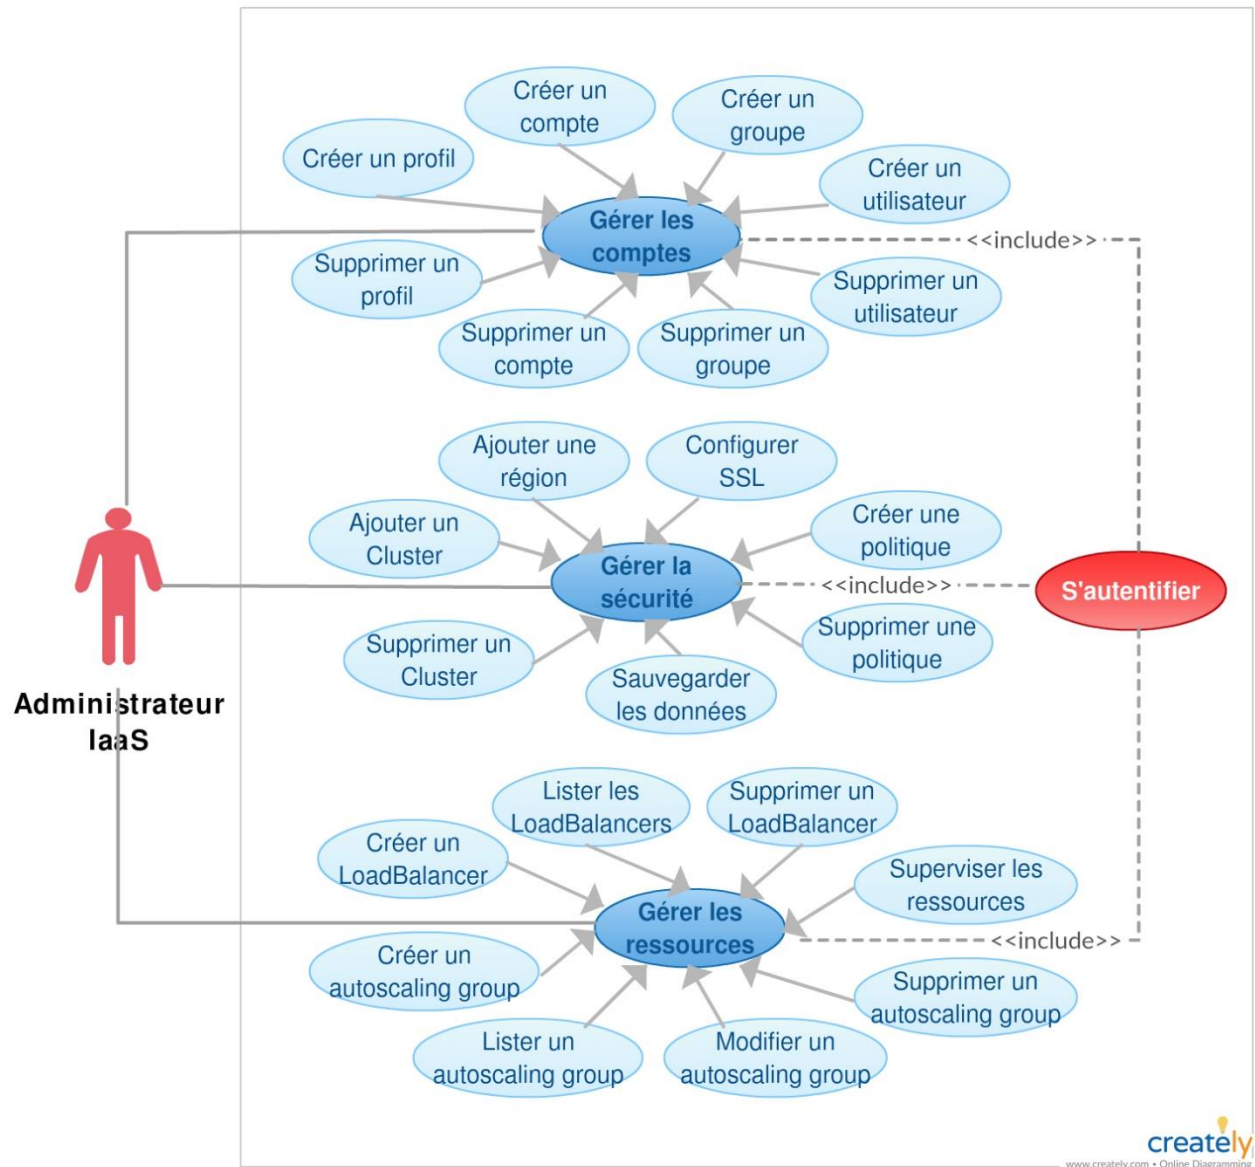 Créer un
compte
Créer un
groupe
Créer un profil
Créer un
utilisateur
Gérer les
comptes
<<include>>
Supprimer un
profil
Supprimer un
utilisateur
Supprimer un
compte
Supprimer un
groupe
Ajouter une
région
Configurer
SSL
Ajouter un
Cluster
Créer une
politique
Gérer la
sécurité
<<include>>
S'autentifier
Supprimer un
Cluster
Supprimer une
politique
Sauvegarder
les données
Administrateur
IaaS
Lister les
LoadBalancers
Supprimer un
LoadBalancer
Créer un
LoadBalancer
Superviser les
ressources
Gérer les
ressources
<<include>>
Créer un
autoscaling group
Supprimer un
autoscaling group
Lister un
autoscaling group
Modifier un
autoscaling group
creately
www.creately.com • Online Diagramming